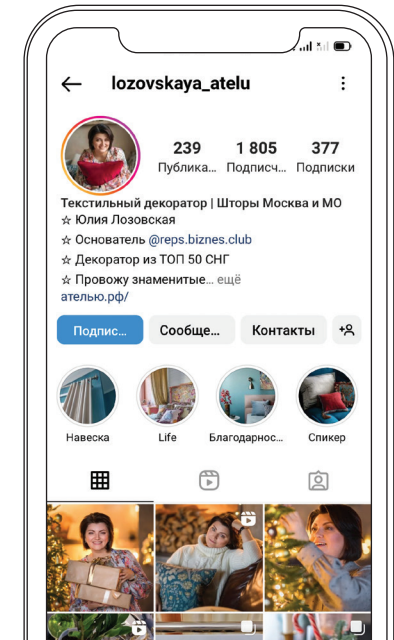 lozovskaya_atelu
239 1 805 377
Публика... Подписч... Подписки
Текстильный декоратор | Шторы Москва и МО
☆ Юлия Лозовская
☆ Основатель @reps.biznes.club
☆ Декоратор из ТОП 50 СНГ
☆ Провожу знаменитые... ещё
ателью.рф/
Подпис... Сообще... Контакты
Навеска Life Благодарнос... Спикер